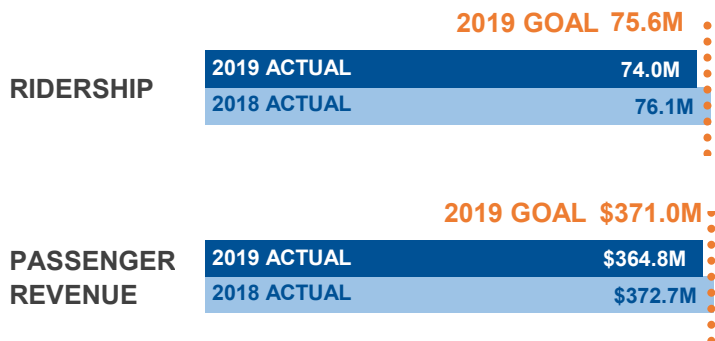 2019 GOAL 75.6M
RIDERSHIP
2019 ACTUAL 74.0M
2018 ACTUAL 76.1M
2019 GOAL $371.0M
PASSENGER
REVENUE
2019 ACTUAL $364.8M
2018 ACTUAL $372.7M